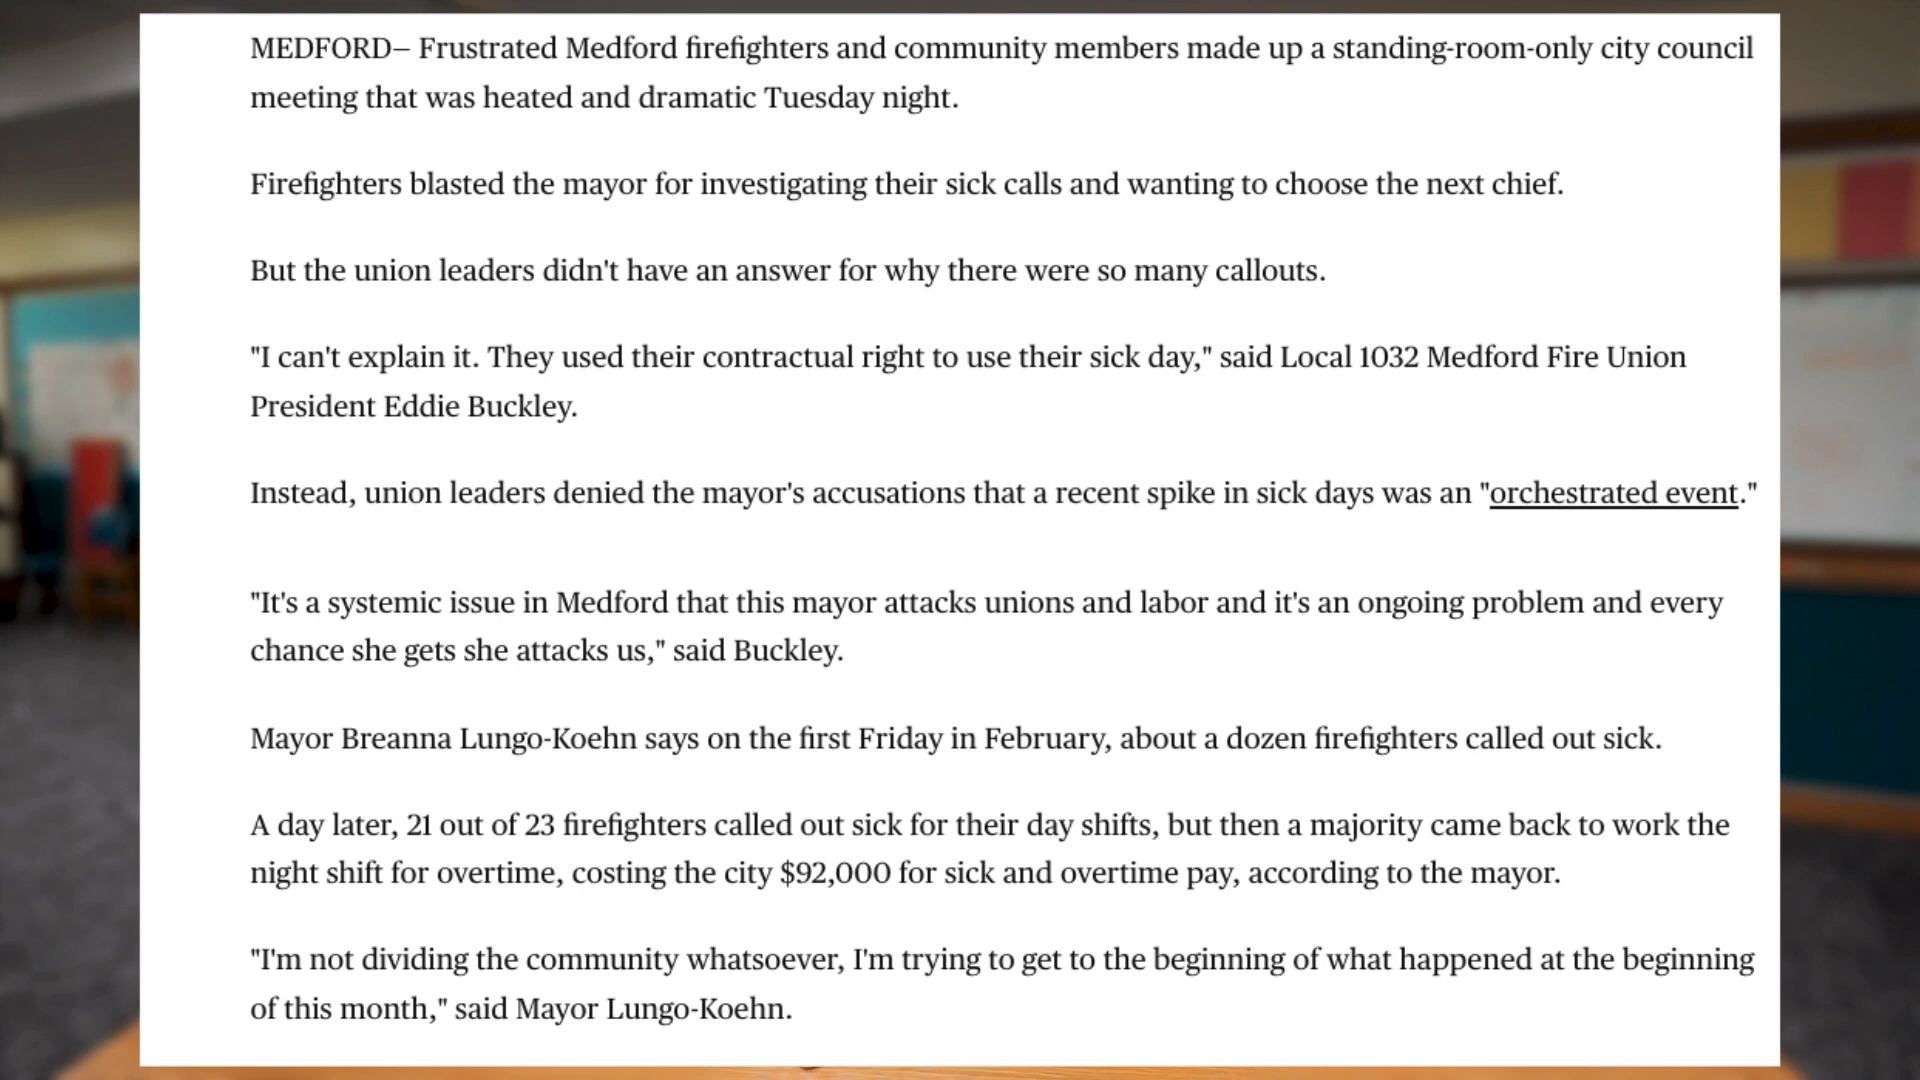 MEDFORD– Frustrated Medford firefighters and community members made up a standing-room-only city council
meeting that was heated and dramatic Tuesday night.
Firefighters blasted the mayor for investigating their sick calls and wanting to choose the next chief.
But the union leaders didn't have an answer for why there were so many callouts.
"I can't explain it. They used their contractual right to use their sick day," said Local 1032 Medford Fire Union
President Eddie Buckley.
Instead, union leaders denied the mayor's accusations that a recent spike in sick days was an "orchestrated event."
"It's a systemic issue in Medford that this mayor attacks unions and labor and it's an ongoing problem and every
chance she gets she attacks us," said Buckley.
Mayor Breanna Lungo-Koehn says on the first Friday in February, about a dozen firefighters called out sick.
A day later, 21 out of 23 firefighters called out sick for their day shifts, but then a majority came back to work the
night shift for overtime, costing the city $92,000 for sick and overtime pay, according to the mayor.
"I'm not dividing the community whatsoever, I'm trying to get to the beginning of what happened at the beginning
of this month," said Mayor Lungo-Koehn.